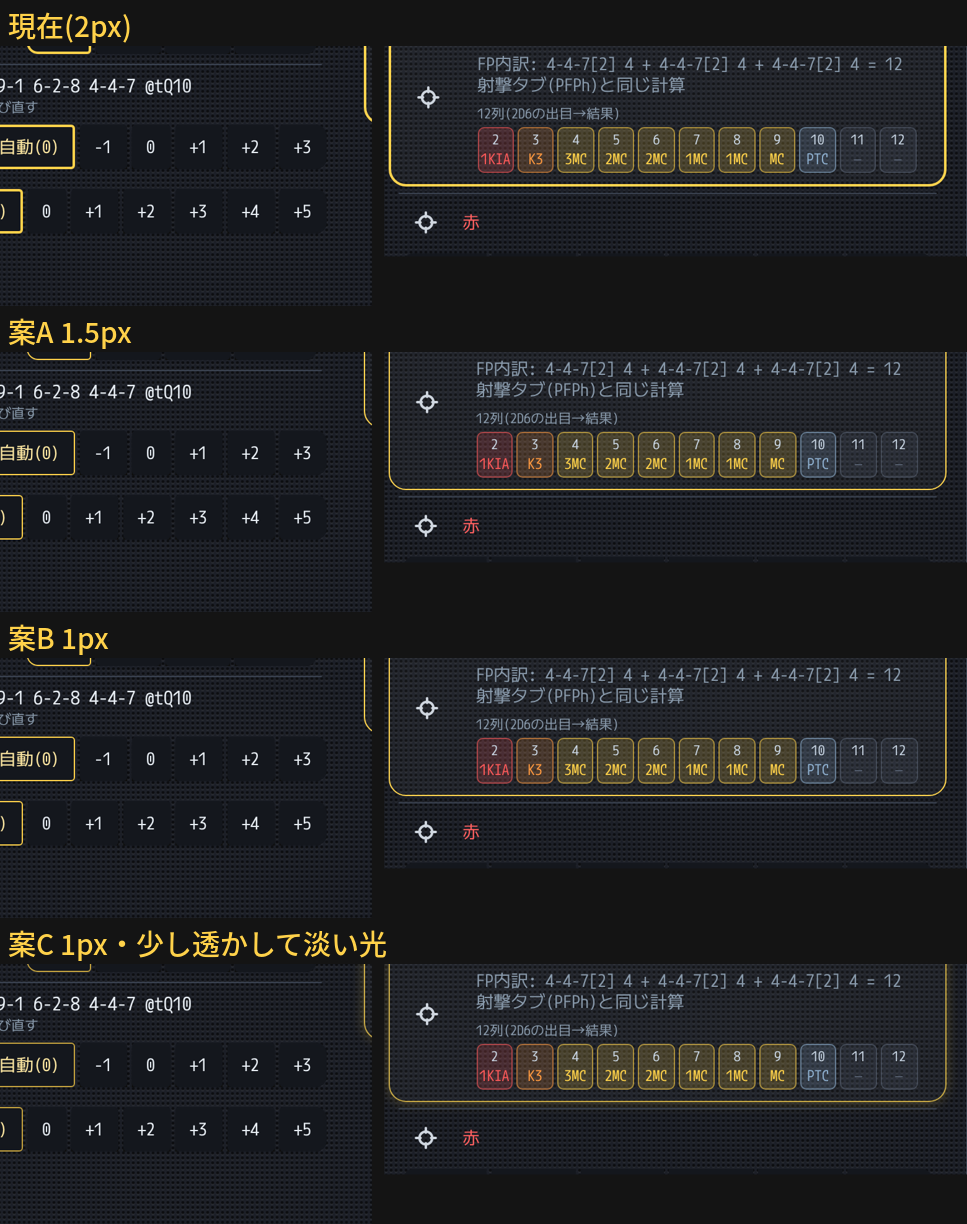 現在(2px)
9-1 6-2-8 4-4-7 @tQ10
び直す
自動(0) -1 0 +1 +2 +3
) 0 +1 +2 +3 +4 +5
FP内訳: 4-4-7[2] 4 + 4-4-7[2] 4 + 4-4-7[2] 4 = 12
射撃タブ(PFPh)と同じ計算
12列(2D6の出目→結果)
2 3 4 5 6 7 8 9 10 11 12
1KIA K3 3MC 2MC 2MC 1MC 1MC MC PTC – –
赤
案A 1.5px
9-1 6-2-8 4-4-7 @tQ10
び直す
自動(0) -1 0 +1 +2 +3
) 0 +1 +2 +3 +4 +5
FP内訳: 4-4-7[2] 4 + 4-4-7[2] 4 + 4-4-7[2] 4 = 12
射撃タブ(PFPh)と同じ計算
12列(2D6の出目→結果)
2 3 4 5 6 7 8 9 10 11 12
1KIA K3 3MC 2MC 2MC 1MC 1MC MC PTC – –
赤
案B 1px
9-1 6-2-8 4-4-7 @tQ10
び直す
自動(0) -1 0 +1 +2 +3
) 0 +1 +2 +3 +4 +5
FP内訳: 4-4-7[2] 4 + 4-4-7[2] 4 + 4-4-7[2] 4 = 12
射撃タブ(PFPh)と同じ計算
12列(2D6の出目→結果)
2 3 4 5 6 7 8 9 10 11 12
1KIA K3 3MC 2MC 2MC 1MC 1MC MC PTC – –
赤
案C 1px・少し透かして淡い光
9-1 6-2-8 4-4-7 @tQ10
び直す
自動(0) -1 0 +1 +2 +3
) 0 +1 +2 +3 +4 +5
FP内訳: 4-4-7[2] 4 + 4-4-7[2] 4 + 4-4-7[2] 4 = 12
射撃タブ(PFPh)と同じ計算
12列(2D6の出目→結果)
2 3 4 5 6 7 8 9 10 11 12
1KIA K3 3MC 2MC 2MC 1MC 1MC MC PTC – –
赤